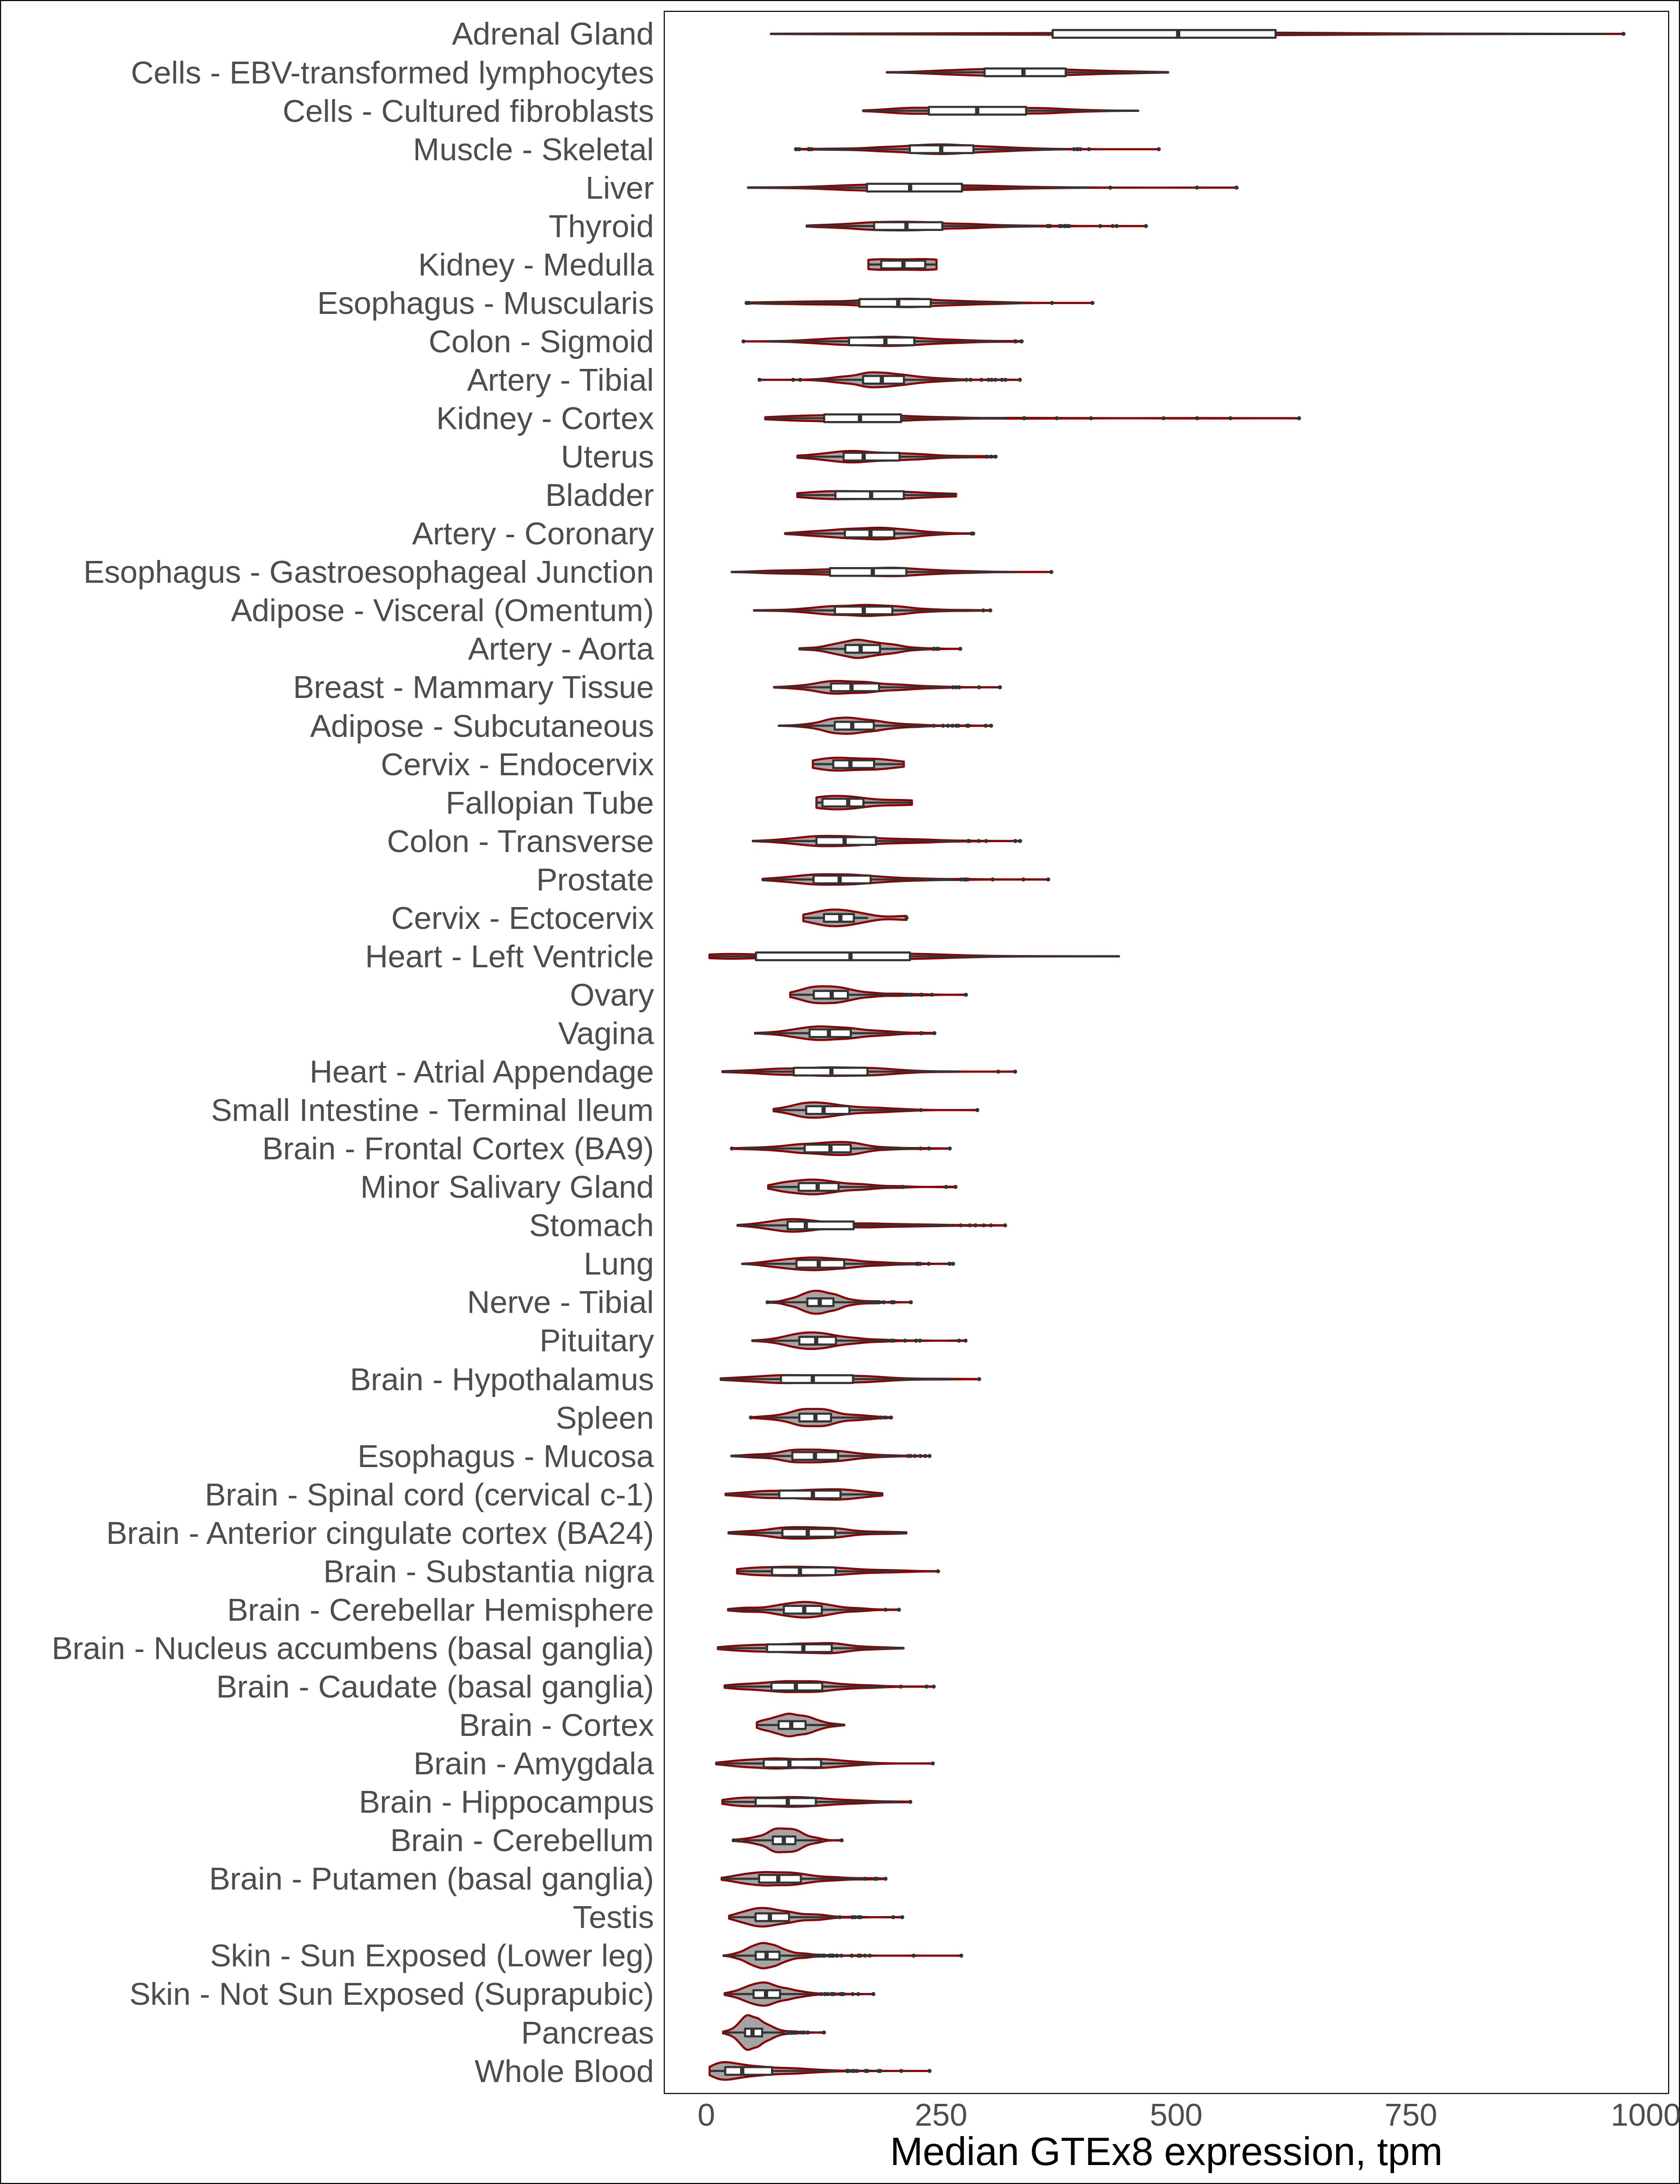 Adrenal Gland
Cells - EBV-transformed lymphocytes
Cells - Cultured fibroblasts
Muscle - Skeletal
Liver
Thyroid
Kidney - Medulla
Esophagus - Muscularis
Colon - Sigmoid
Artery - Tibial
Kidney - Cortex
Uterus
Bladder
Artery - Coronary
Esophagus - Gastroesophageal Junction
Adipose - Visceral (Omentum)
Artery - Aorta
Breast - Mammary Tissue
Adipose - Subcutaneous
Cervix - Endocervix
Fallopian Tube
Colon - Transverse
Prostate
Cervix - Ectocervix
Heart - Left Ventricle
Ovary
Vagina
Heart - Atrial Appendage
Small Intestine - Terminal Ileum
Brain - Frontal Cortex (BA9)
Minor Salivary Gland
Stomach
Lung
Nerve - Tibial
Pituitary
Brain - Hypothalamus
Spleen
Esophagus - Mucosa
Brain - Spinal cord (cervical c-1)
Brain - Anterior cingulate cortex (BA24)
Brain - Substantia nigra
Brain - Cerebellar Hemisphere
Brain - Nucleus accumbens (basal ganglia)
Brain - Caudate (basal ganglia)
Brain - Cortex
Brain - Amygdala
Brain - Hippocampus
Brain - Cerebellum
Brain - Putamen (basal ganglia)
Testis
Skin - Sun Exposed (Lower leg)
Skin - Not Sun Exposed (Suprapubic)
Pancreas
Whole Blood
0 250 500 750 1000
Median GTEx8 expression, tpm